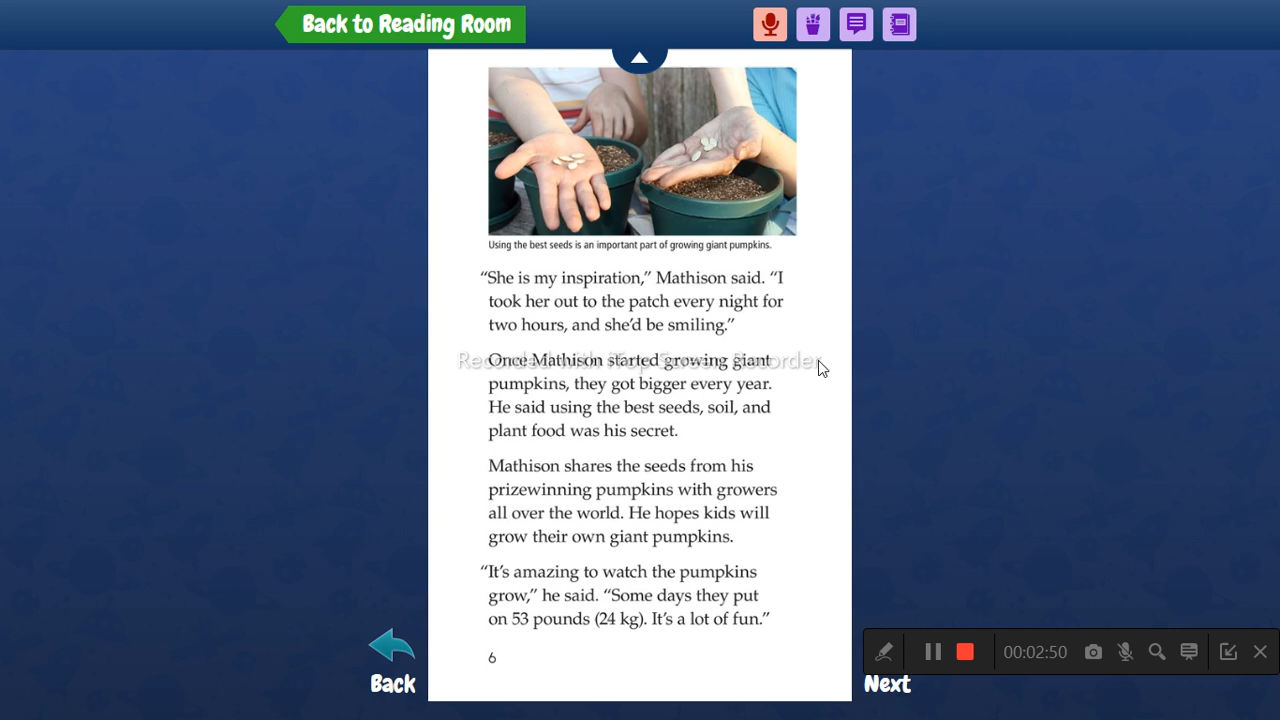 Back to Reading Room
Using the best seeds is an important part of growing giant pumpkins.
“She is my inspiration,” Mathison said. “I
took her out to the patch every night for
two hours, and she’d be smiling.”
Recorded with iTop Screen Recorder
Once Mathison started growing giant
pumpkins, they got bigger every year.
He said using the best seeds, soil, and
plant food was his secret.
Mathison shares the seeds from his
prizewinning pumpkins with growers
all over the world. He hopes kids will
grow their own giant pumpkins.
“It’s amazing to watch the pumpkins
grow,” he said. “Some days they put
on 53 pounds (24 kg). It’s a lot of fun.”
6
00:02:50
Back
Next